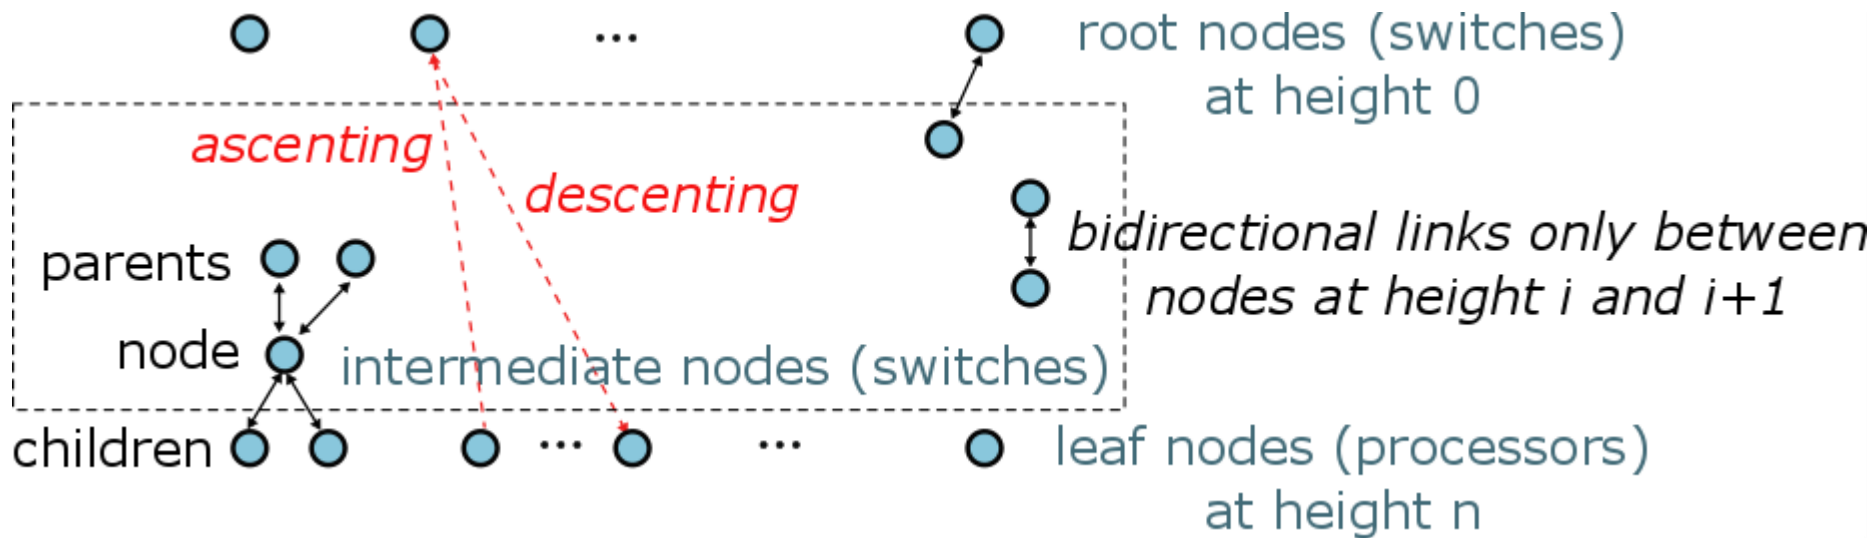 ... root nodes (switches)
at height 0
ascenting
descenting
bidirectional links only between
nodes at height i and i+1
parents
node
intermediate nodes (switches)
children ... ... leaf nodes (processors)
at height n